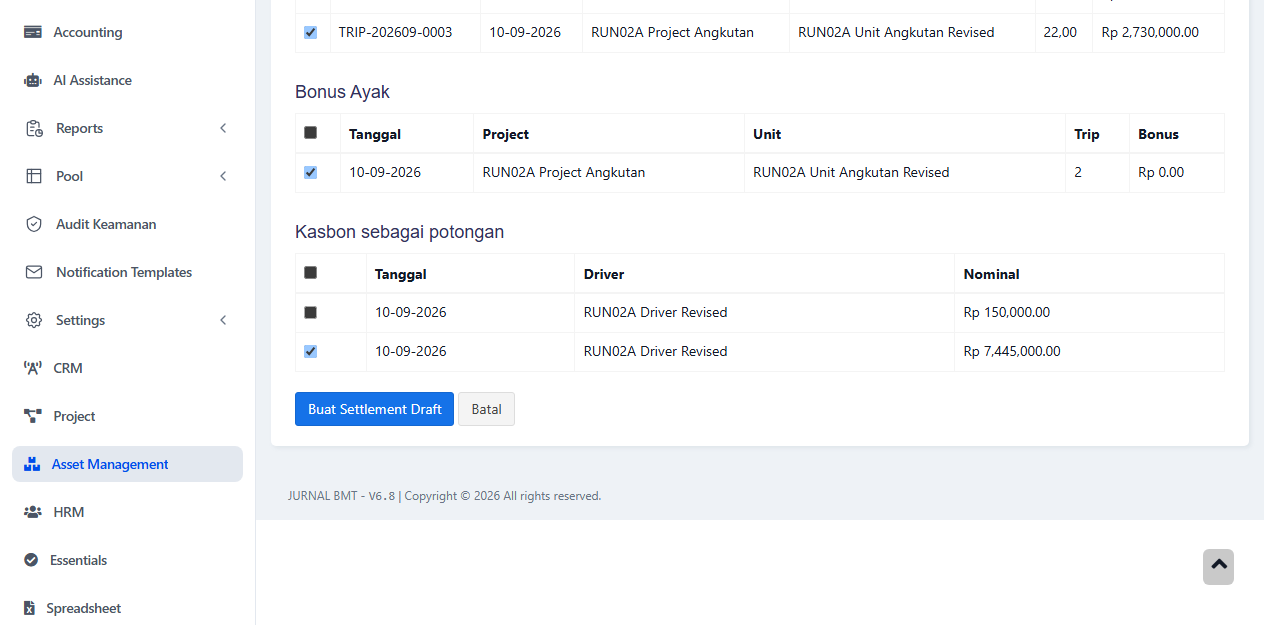 Accounting
AI Assistance
Reports
Pool
Audit Keamanan
Notification Templates
Settings
CRM
Project
Asset Management
HRM
Essentials
Spreadsheet
TRIP-202609-0003 10-09-2026 RUN02A Project Angkutan RUN02A Unit Angkutan Revised 22,00 Rp 2,730,000.00
Bonus Ayak
Tanggal Project Unit Trip Bonus
10-09-2026 RUN02A Project Angkutan RUN02A Unit Angkutan Revised 2 Rp 0.00
Kasbon sebagai potongan
Tanggal Driver Nominal
10-09-2026 RUN02A Driver Revised Rp 150,000.00
10-09-2026 RUN02A Driver Revised Rp 7,445,000.00
Buat Settlement Draft Batal
JURNAL BMT - V6.8 | Copyright © 2026 All rights reserved.